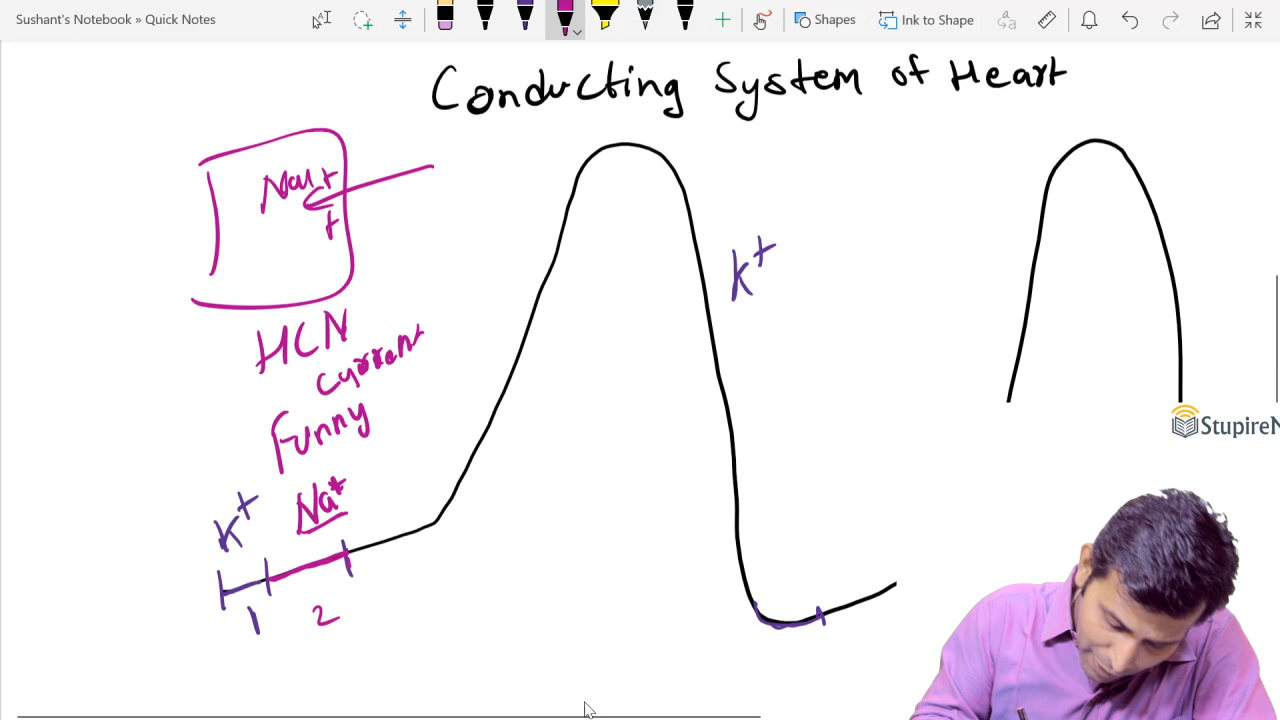 Sushant's Notebook » Quick Notes
Shapes
Ink to Shape
Conducting System of Heart
K+
HCN
Current
Funny
K+
Na+
1
2
StupireN